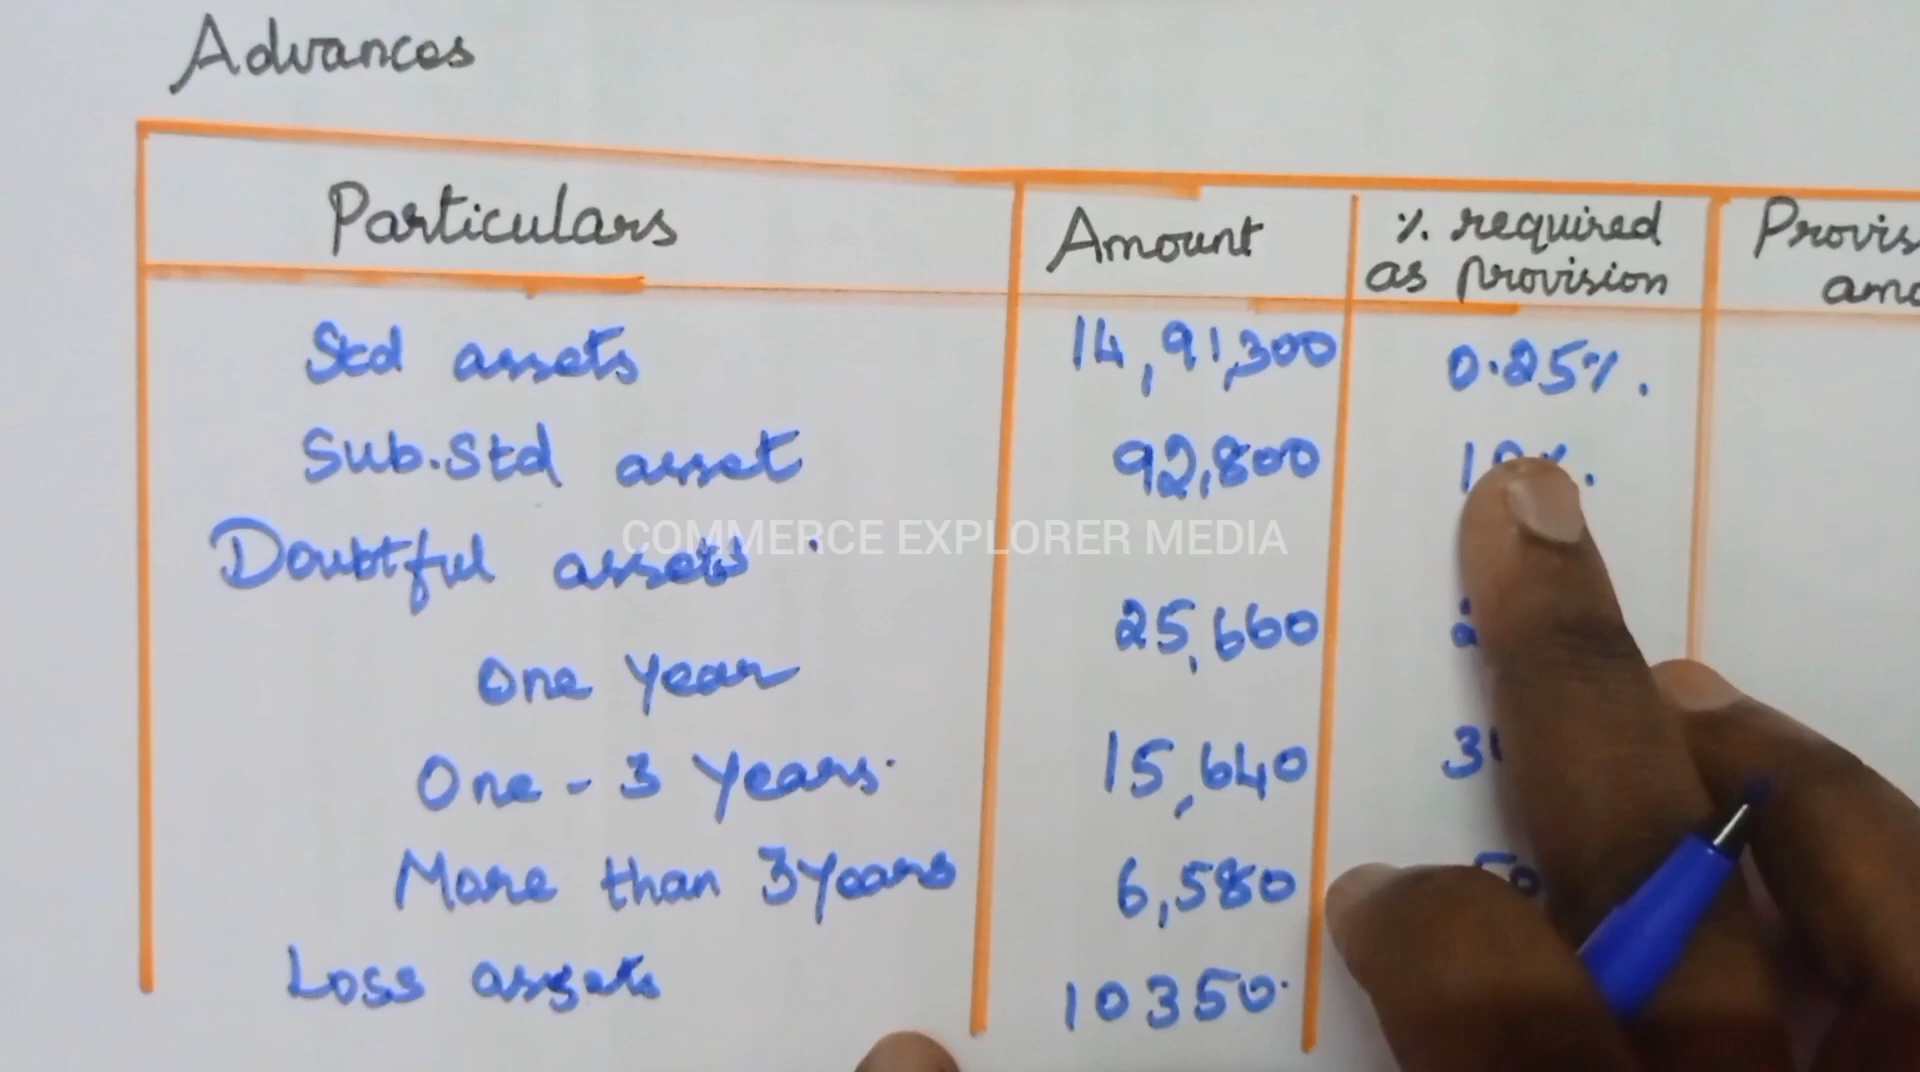 Advances
Particulars Amount % required as provision
Std assets 14,91,300 0.25%.
Sub.Std asset 92,800
Doubtful assets
25,660
One year
One - 3 years. 15,640
More than 3 years 6,580
Loss assets 10350.
COMMERCE EXPLORER MEDIA